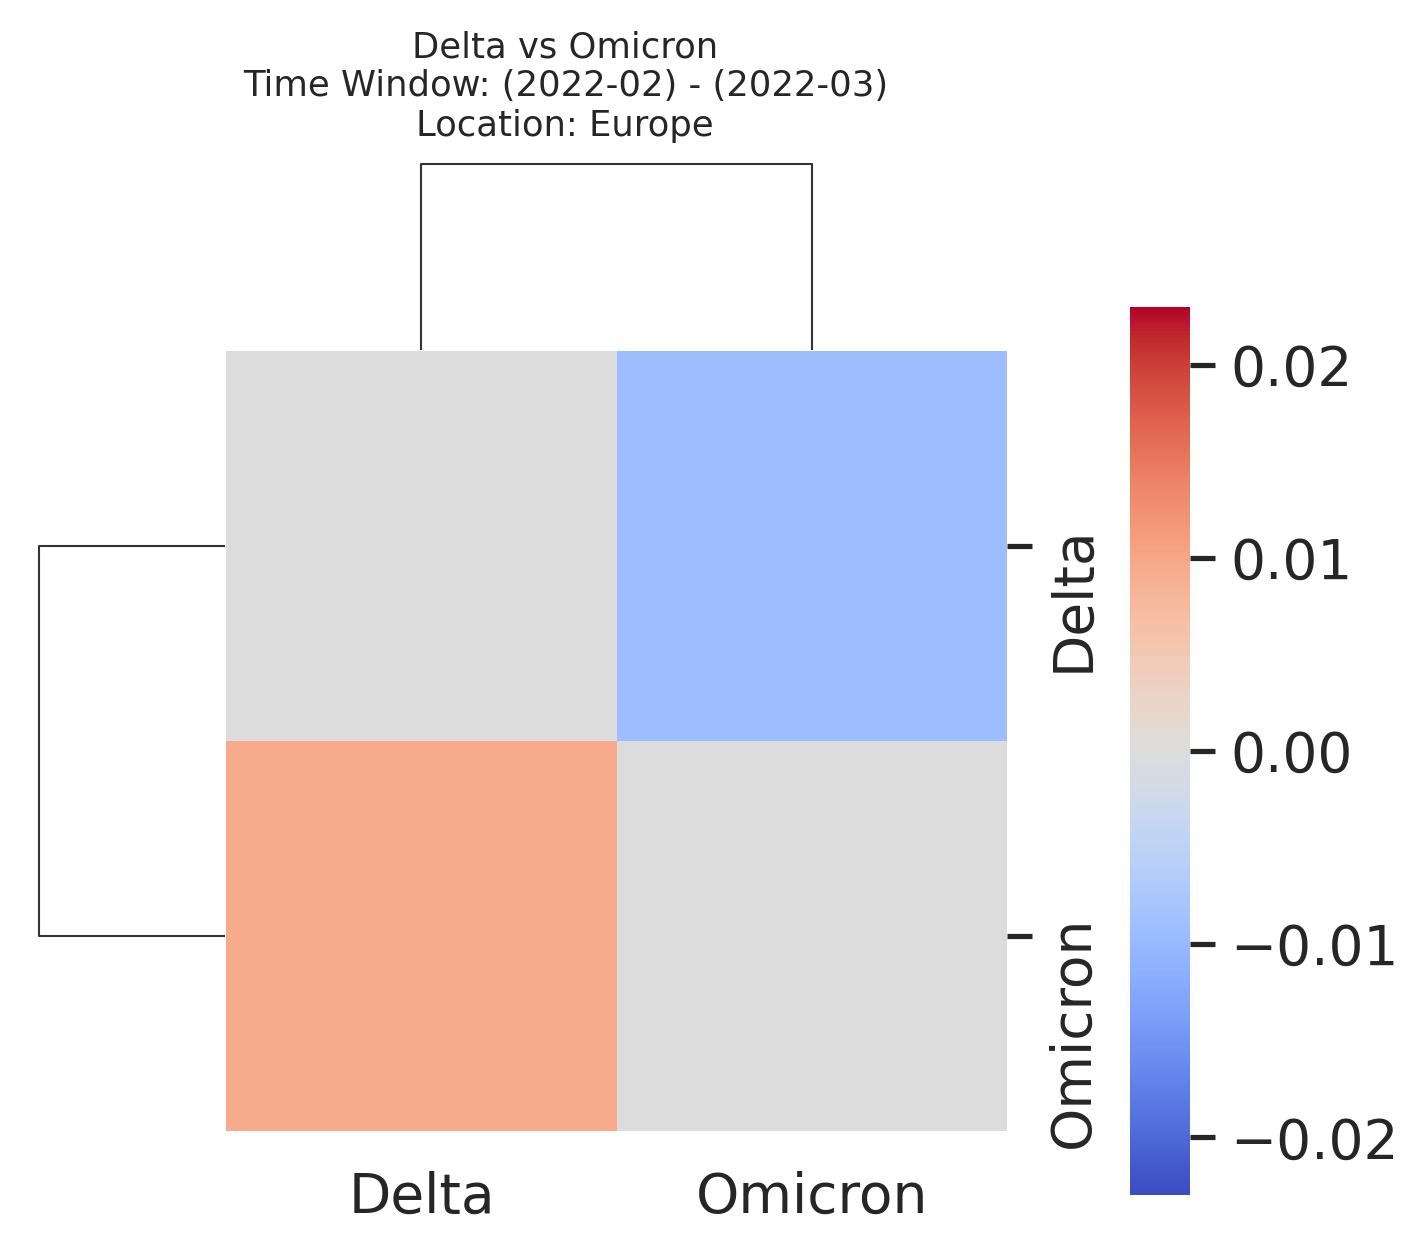 Delta vs Omicron
Time Window: (2022-02) - (2022-03)
Location: Europe
Delta
Omicron
Delta
Omicron
0.02
0.01
0.00
−0.01
−0.02